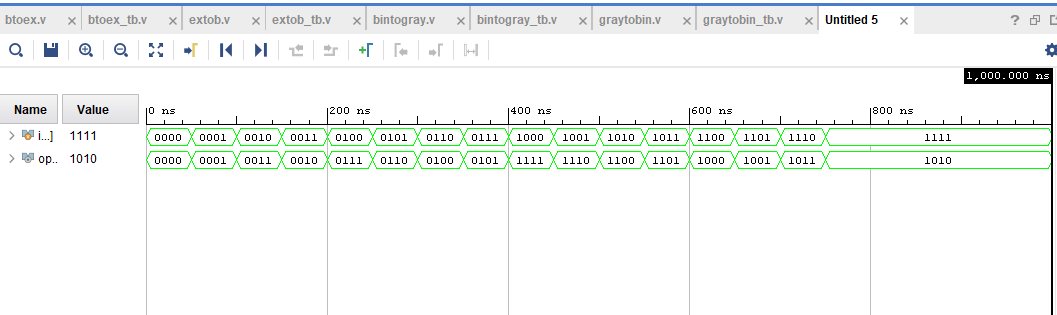 btoex.v btoex_tb.v extob.v extob_tb.v bintogray.v bintogray_tb.v graytobin.v graytobin_tb.v Untitled 5
1,000.000 ns
Name Value
0 ns 200 ns 400 ns 600 ns 800 ns
i...] 1111 0000 0001 0010 0011 0100 0101 0110 0111 1000 1001 1010 1011 1100 1101 1110 1111
op.. 1010 0000 0001 0011 0010 0111 0110 0100 0101 1111 1110 1100 1101 1000 1001 1011 1010